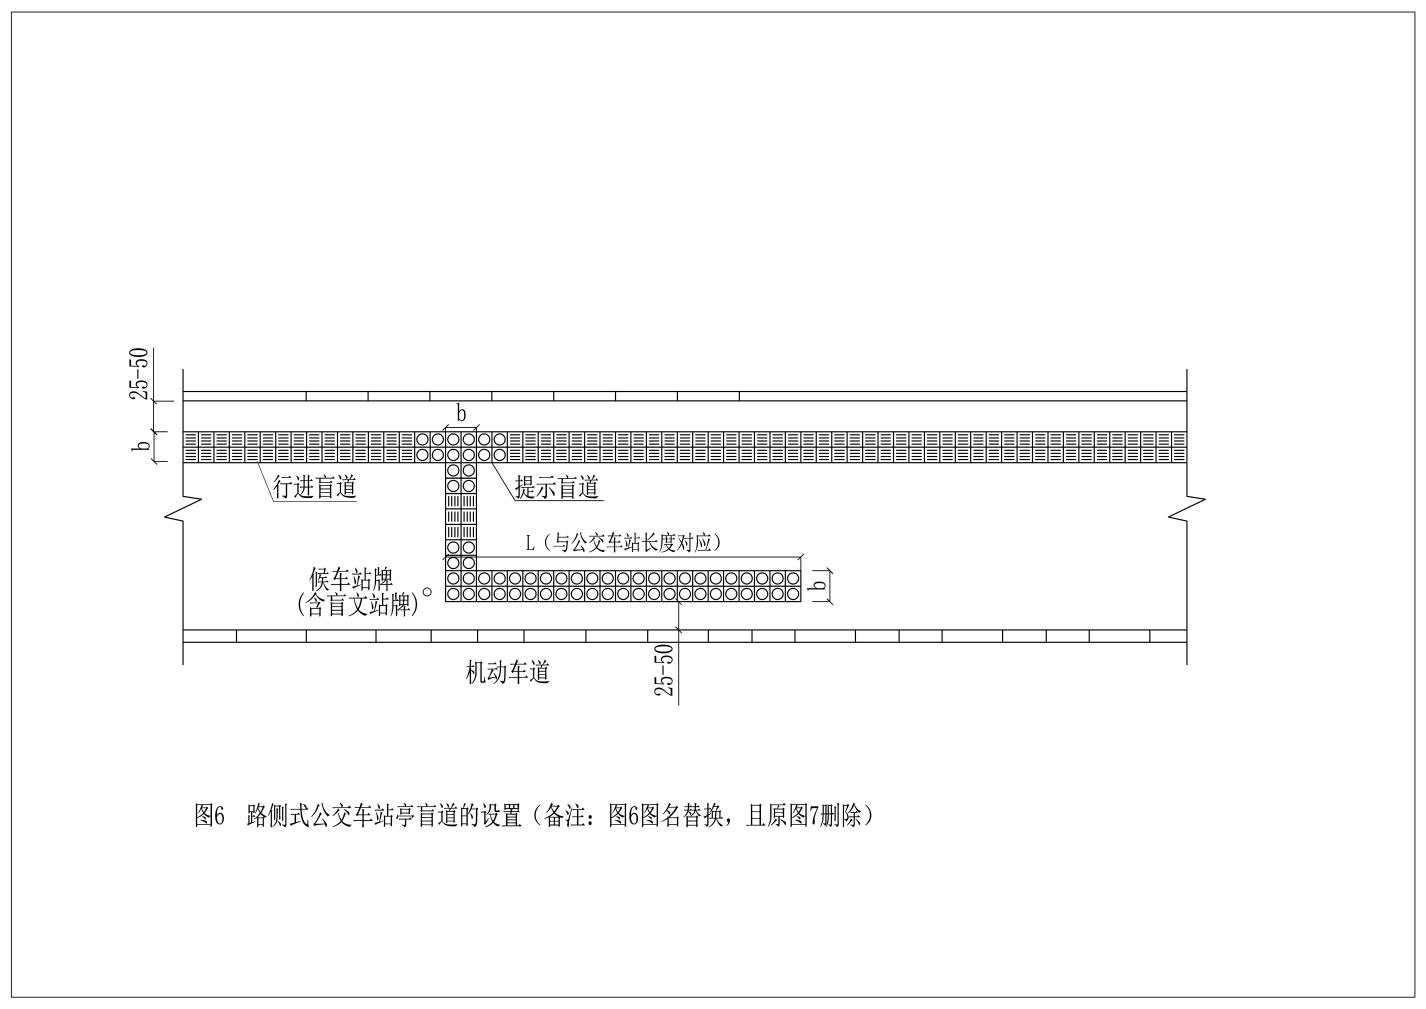 25-50
b
b
行进盲道
提示盲道
L（与公交车站长度对应）
候车站牌
(含盲文站牌)
b
机动车道
25-50
图6 路侧式公交车站亭盲道的设置（备注：图6图名替换，且原图7删除）